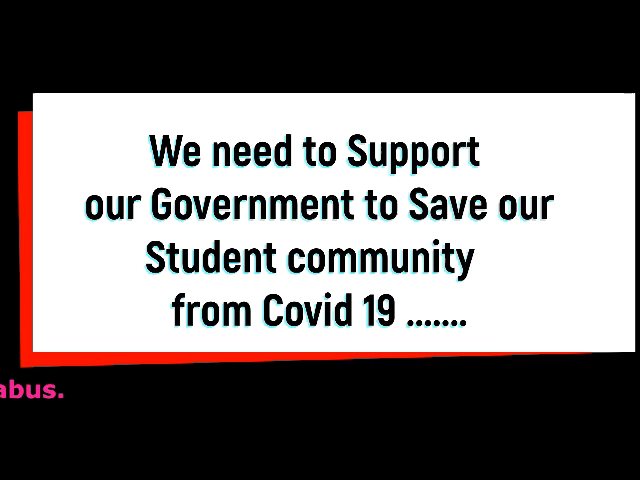 We need to Support
our Government to Save our
Student community
from Covid 19 .......
abus.